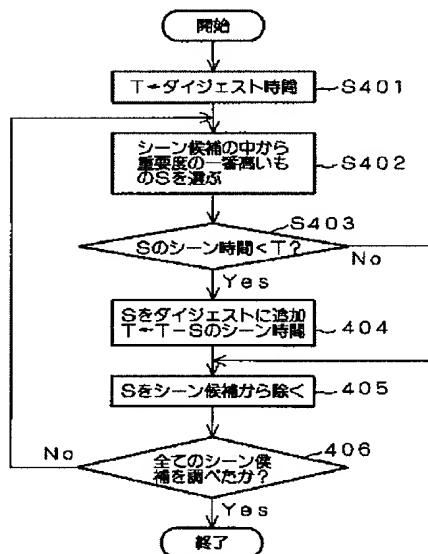 開始
T←ダイジェスト時間
S401
シーン候補の中から
重要度の一番高いも
のSを選ぶ
S402
S403
Sのシーン時間<T?
No
Yes
Sをダイジェストに追加
T←T-Sのシーン時間
404
Sをシーン候補から除く
405
406
全てのシーン候
補を調べたか?
No
Yes
終了